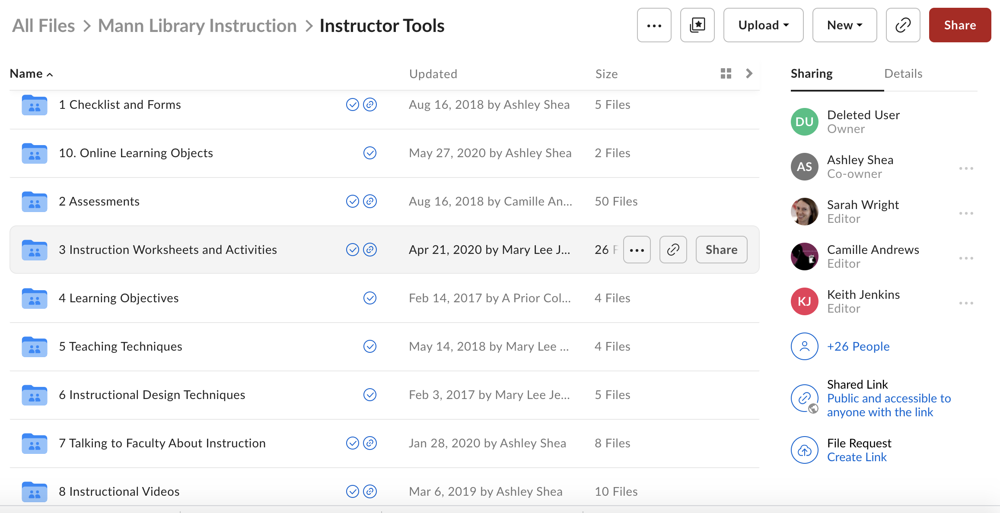 All Files > Mann Library Instruction > Instructor Tools
Upload
New
Share
Name
Updated
Size
1 Checklist and Forms
Aug 16, 2018 by Ashley Shea
5 Files
10. Online Learning Objects
May 27, 2020 by Ashley Shea
2 Files
2 Assessments
Aug 16, 2018 by Camille An...
50 Files
3 Instruction Worksheets and Activities
Apr 21, 2020 by Mary Lee J...
26 F
Share
4 Learning Objectives
Feb 14, 2017 by A Prior Col...
4 Files
5 Teaching Techniques
May 14, 2018 by Mary Lee ...
4 Files
6 Instructional Design Techniques
Feb 3, 2017 by Mary Lee Je...
5 Files
7 Talking to Faculty About Instruction
Jan 28, 2020 by Ashley Shea
8 Files
8 Instructional Videos
Mar 6, 2019 by Ashley Shea
10 Files
Sharing
Details
DU
Deleted User
Owner
AS
Ashley Shea
Co-owner
Sarah Wright
Editor
Camille Andrews
Editor
KJ
Keith Jenkins
Editor
+26 People
Shared Link
Public and accessible to
anyone with the link
File Request
Create Link